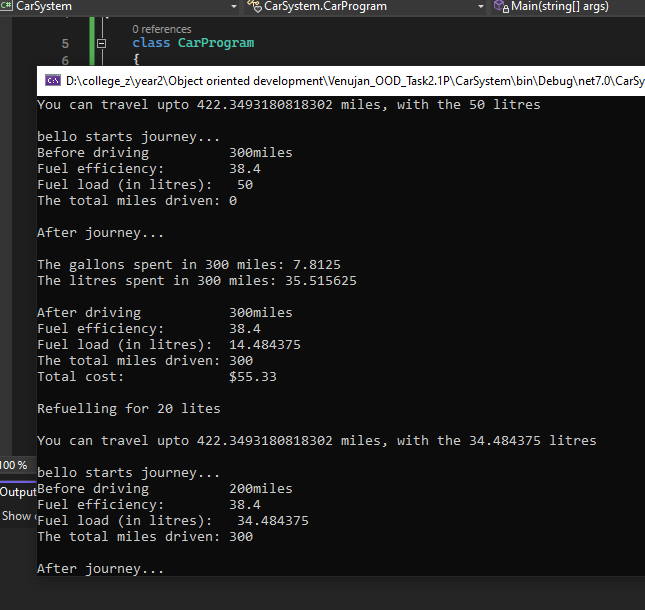 C# CarSystem CarSystem.CarProgram Main(string[] args)
0 references
5 class CarProgram
6 {
D:\college_z\year2\Object oriented development\Venujan_OOD_Task2.1P\CarSystem\bin\Debug\net7.0\CarSy
You can travel upto 422.3493180818302 miles, with the 50 litres
bello starts journey...
Before driving 300miles
Fuel efficiency: 38.4
Fuel load (in litres): 50
The total miles driven: 0
After journey...
The gallons spent in 300 miles: 7.8125
The litres spent in 300 miles: 35.515625
After driving 300miles
Fuel efficiency: 38.4
Fuel load (in litres): 14.484375
The total miles driven: 300
Total cost: $55.33
Refuelling for 20 lites
You can travel upto 422.3493180818302 miles, with the 34.484375 litres
100 %
bello starts journey...
Before driving 200miles
Output
Fuel efficiency: 38.4
Show
Fuel load (in litres): 34.484375
The total miles driven: 300
After journey...